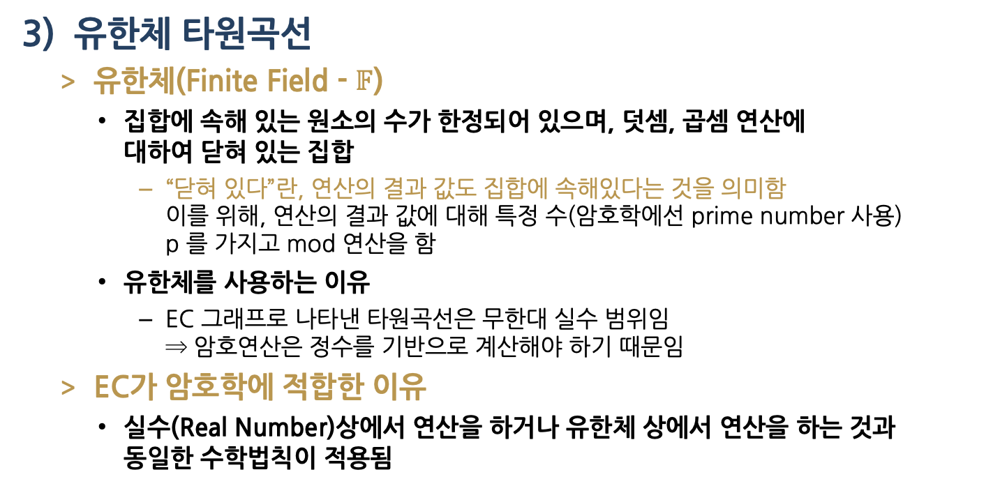 3) 유한체 타원곡선
> 유한체(Finite Field - 𝔽)
• 집합에 속해 있는 원소의 수가 한정되어 있으며, 덧셈, 곱셈 연산에
대하여 닫혀 있는 집합
– “닫혀 있다”란, 연산의 결과 값도 집합에 속해있다는 것을 의미함
이를 위해, 연산의 결과 값에 대해 특정 수(암호학에선 prime number 사용)
p 를 가지고 mod 연산을 함
• 유한체를 사용하는 이유
– EC 그래프로 나타낸 타원곡선은 무한대 실수 범위임
⇒ 암호연산은 정수를 기반으로 계산해야 하기 때문임
> EC가 암호학에 적합한 이유
• 실수(Real Number)상에서 연산을 하거나 유한체 상에서 연산을 하는 것과
동일한 수학법칙이 적용됨